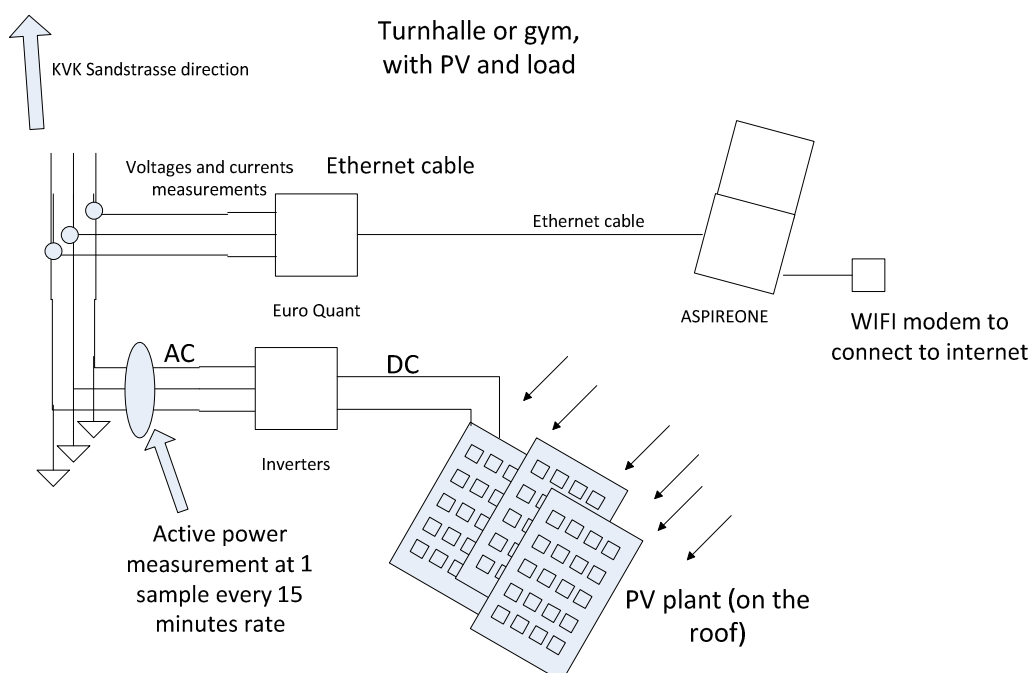 Turnhalle or gym,
with PV and load
KVK Sandstrasse direction
Voltages and currents
measurements
Ethernet cable
Ethernet cable
Euro Quant
ASPIREONE
WIFI modem to
connect to internet
AC
DC
Inverters
Active power
measurement at 1
sample every 15
minutes rate
PV plant (on the
roof)